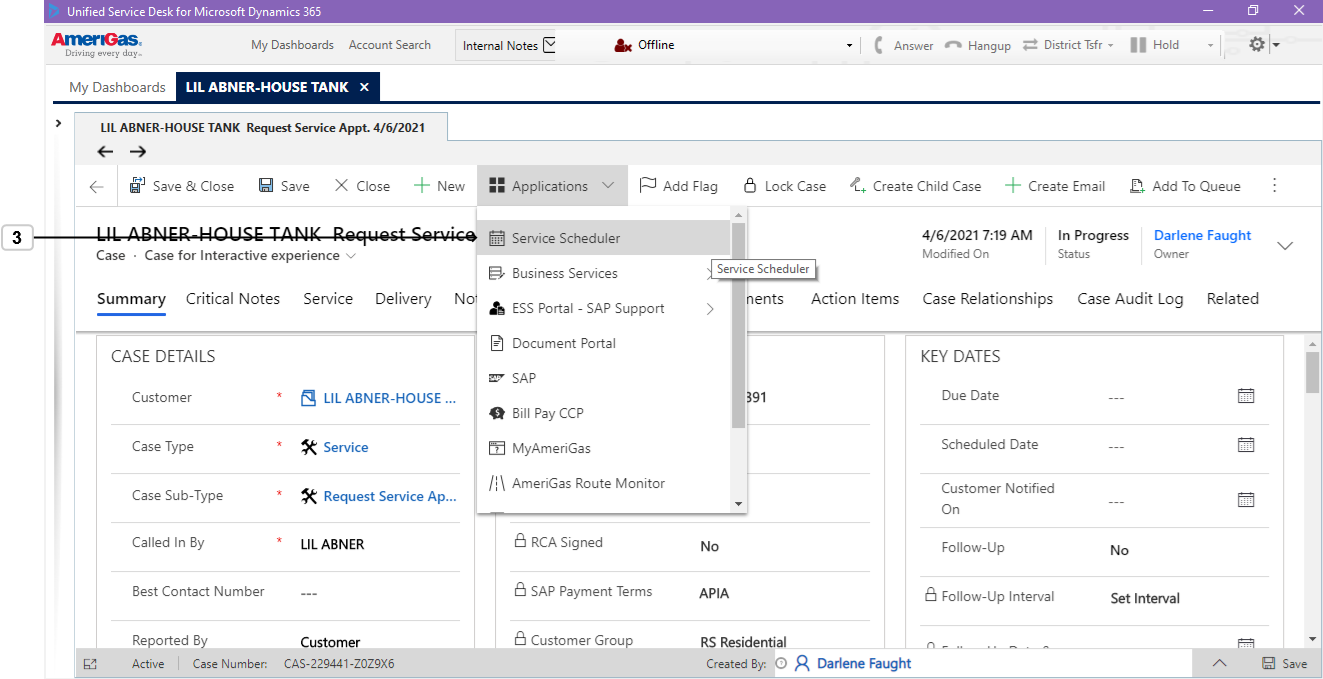 Unified Service Desk for Microsoft Dynamics 365
AmeriGas.
Driving every day..
My Dashboards Account Search Internal Notes Offline Answer Hangup District Tsfr Hold
My Dashboards LIL ABNER-HOUSE TANK
LIL ABNER-HOUSE TANK Request Service Appt. 4/6/2021
Save & Close Save Close New Applications Add Flag Lock Case Create Child Case Create Email Add To Queue
3
LIL ABNER-HOUSE TANK Request Service
Case · Case for Interactive experience
4/6/2021 7:19 AM In Progress Darlene Faught
Modified On Status Owner
Service Scheduler
Business Services
Service Scheduler
ESS Portal - SAP Support
Document Portal
SAP
Bill Pay CCP
MyAmeriGas
AmeriGas Route Monitor
Summary Critical Notes Service Delivery Not ments Action Items Case Relationships Case Audit Log Related
CASE DETAILS
Customer * LIL ABNER-HOUSE ...
Case Type * Service
Case Sub-Type * Request Service Ap...
Called In By * LIL ABNER
Best Contact Number ---
Reported By Customer
391
RCA Signed No
SAP Payment Terms APIA
Customer Group RS Residential
KEY DATES
Due Date ---
Scheduled Date ---
Customer Notified
On ---
Follow-Up No
Follow-Up Interval Set Interval
Active Case Number: CAS-229441-Z0Z9X6 Created By: Darlene Faught Save